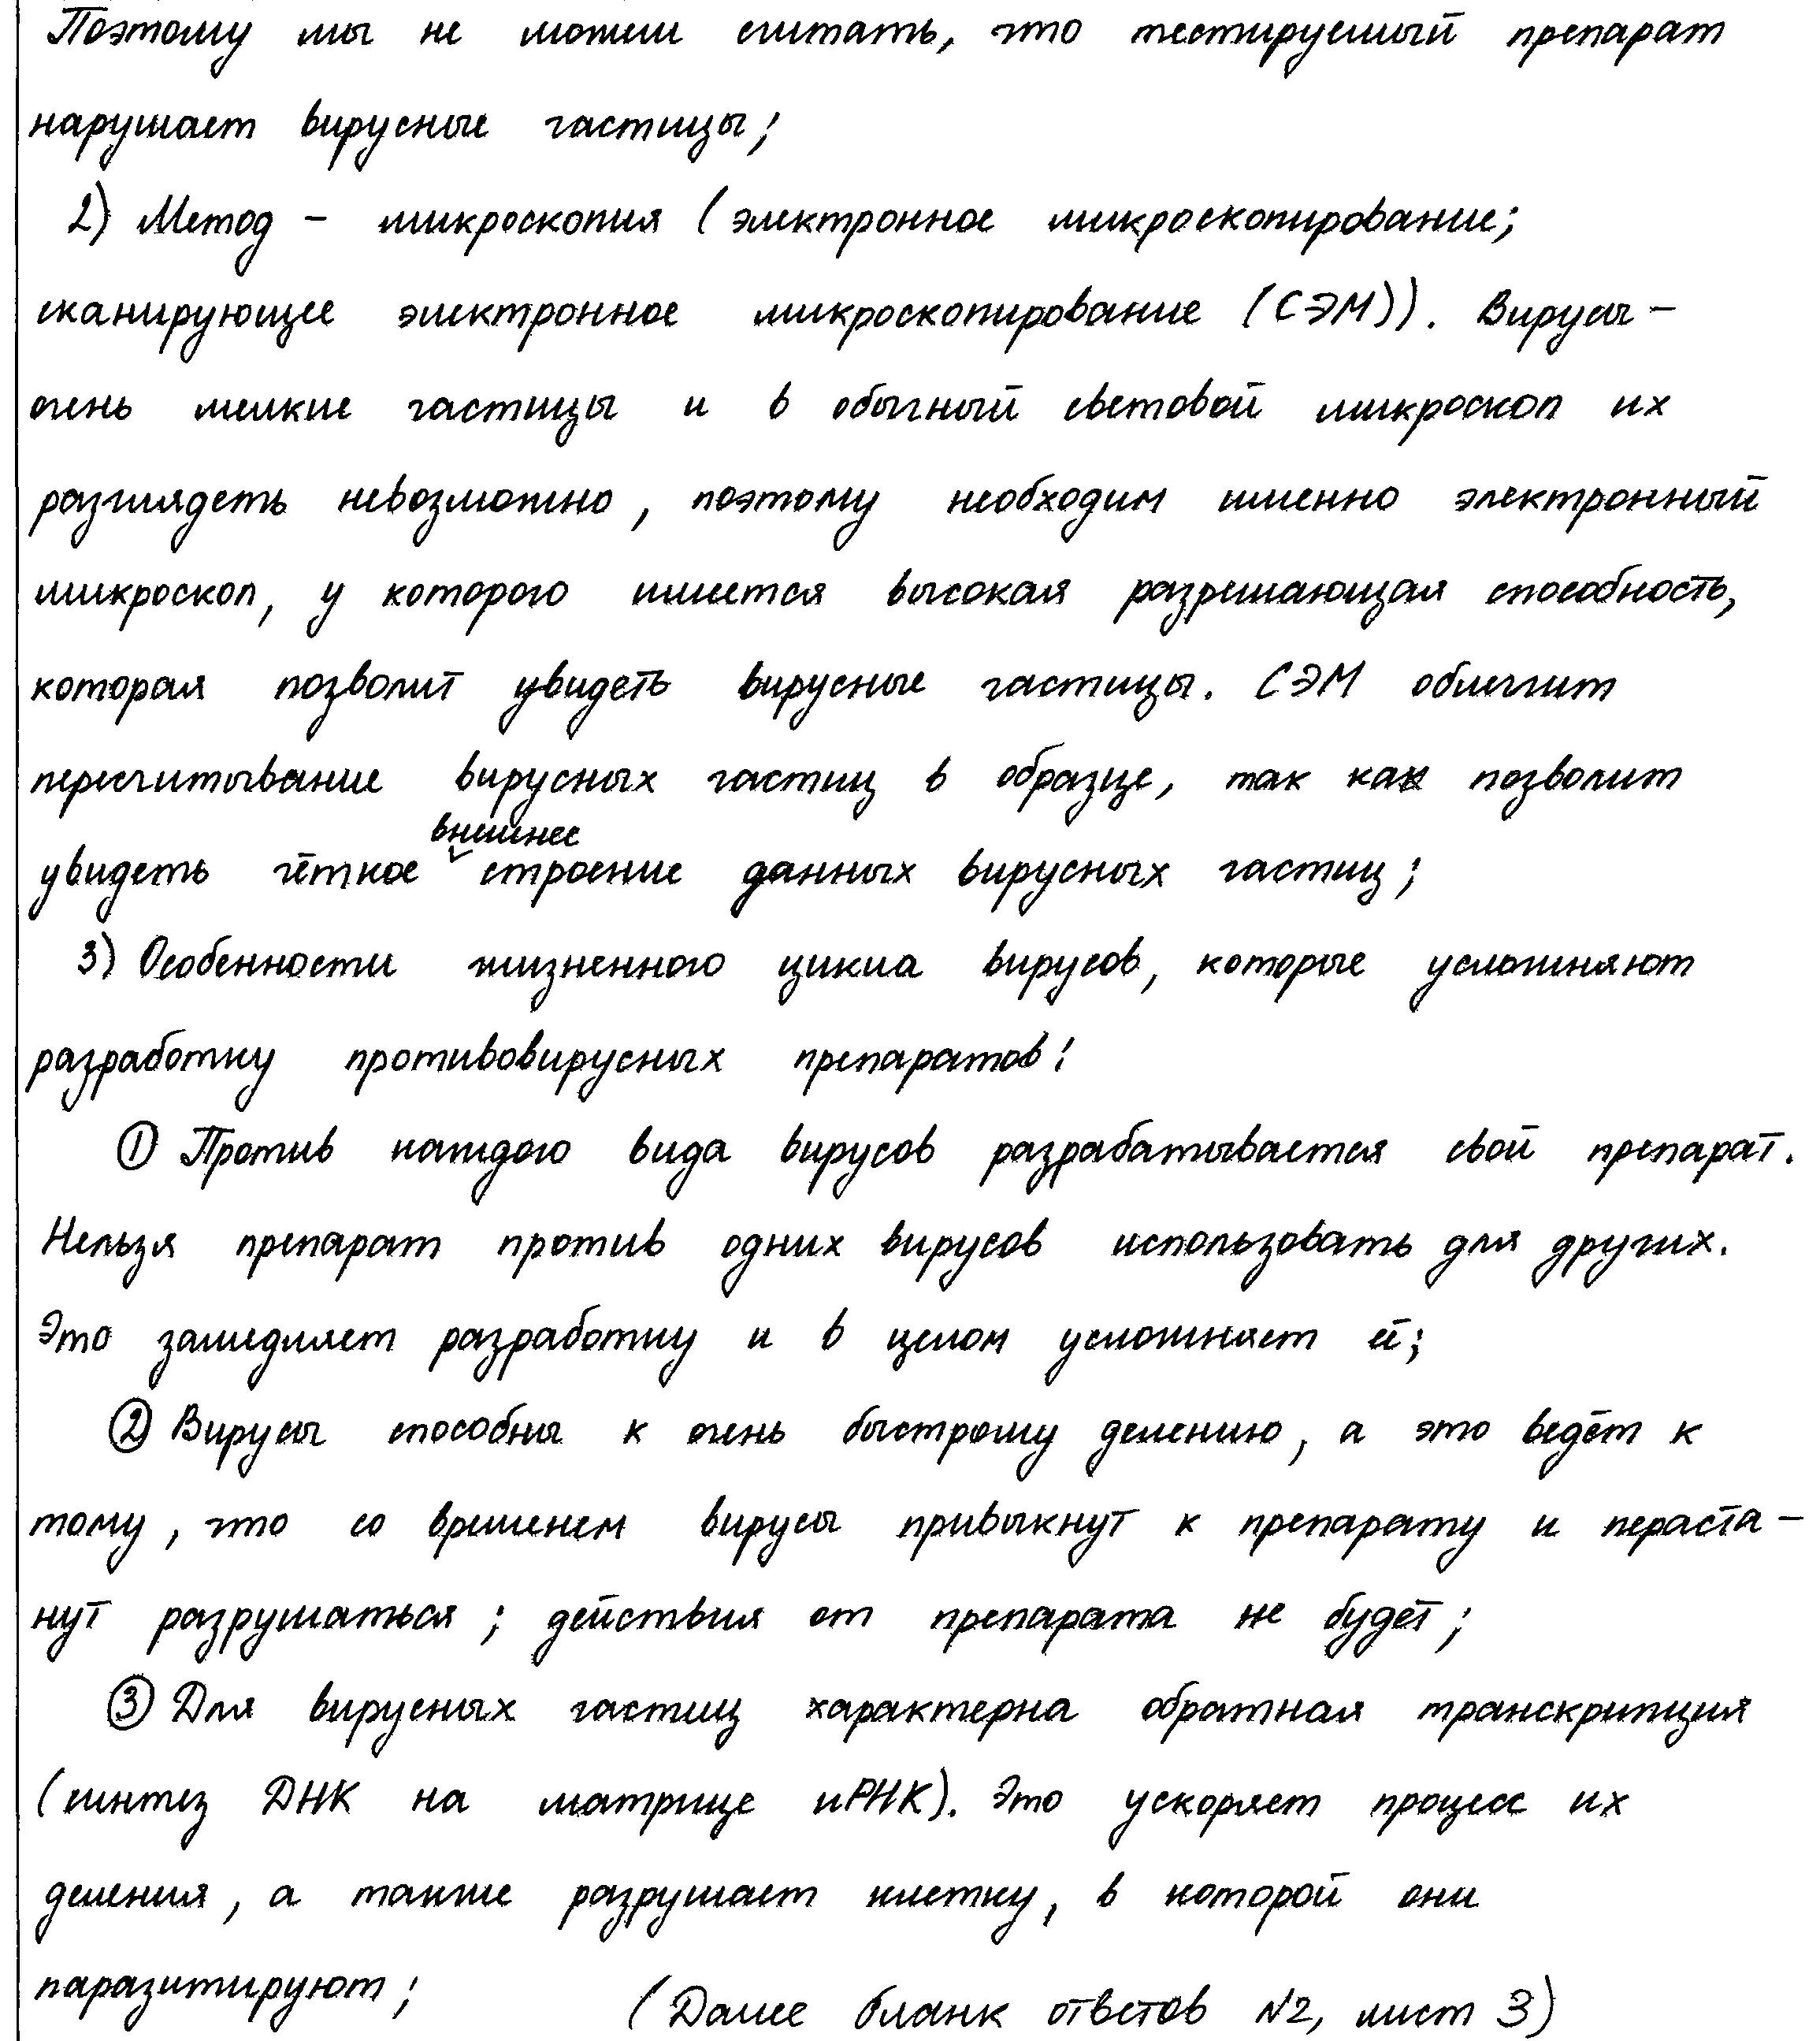 Поэтому мы не можем считать, что тестируемый препарат
нарушает вирусные частицы;
2) Метод – микроскопия (электронное микроскопирование;
сканирующее электронное микроскопирование (СЭМ)). Вирусы –
очень мелкие частицы и в обычный световой микроскоп их
разглядеть невозможно, поэтому необходим именно электронный
микроскоп, у которого имеется высокая разрешающая способность,
которая позволит увидеть вирусные частицы. СЭМ облегчит
пересчитывание вирусных частиц в образце, так как позволит
увидеть чёткое внешнее строение данных вирусных частиц;
3) Особенности жизненного цикла вирусов, которые усложняют
разработку противовирусных препаратов:
① Против каждого вида вирусов разрабатывается свой препарат.
Нельзя препарат против одних вирусов использовать для других.
Это замедляет разработку и в целом усложняет её;
② Вирусы способны к очень быстрому делению, а это ведёт к
тому, что со временем вирусы привыкнут к препарату и пераста-
нут разрушаться; действия от препарата не будет;
③ Для вирусных частиц характерна обратная транскрипция
(синтез ДНК на матрице иРНК). Это ускоряет процесс их
деления, а также разрушает клетку, в которой они
паразитируют;
(Далее бланк ответов №2, лист 3)